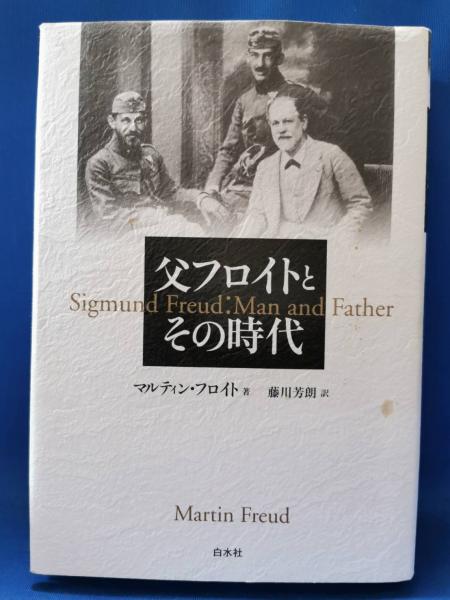 父フロイトと
Sigmund Freud: Man and Father
その時代
マルティン・フロイト 著 藤川芳朗 訳
Martin Freud
白水社